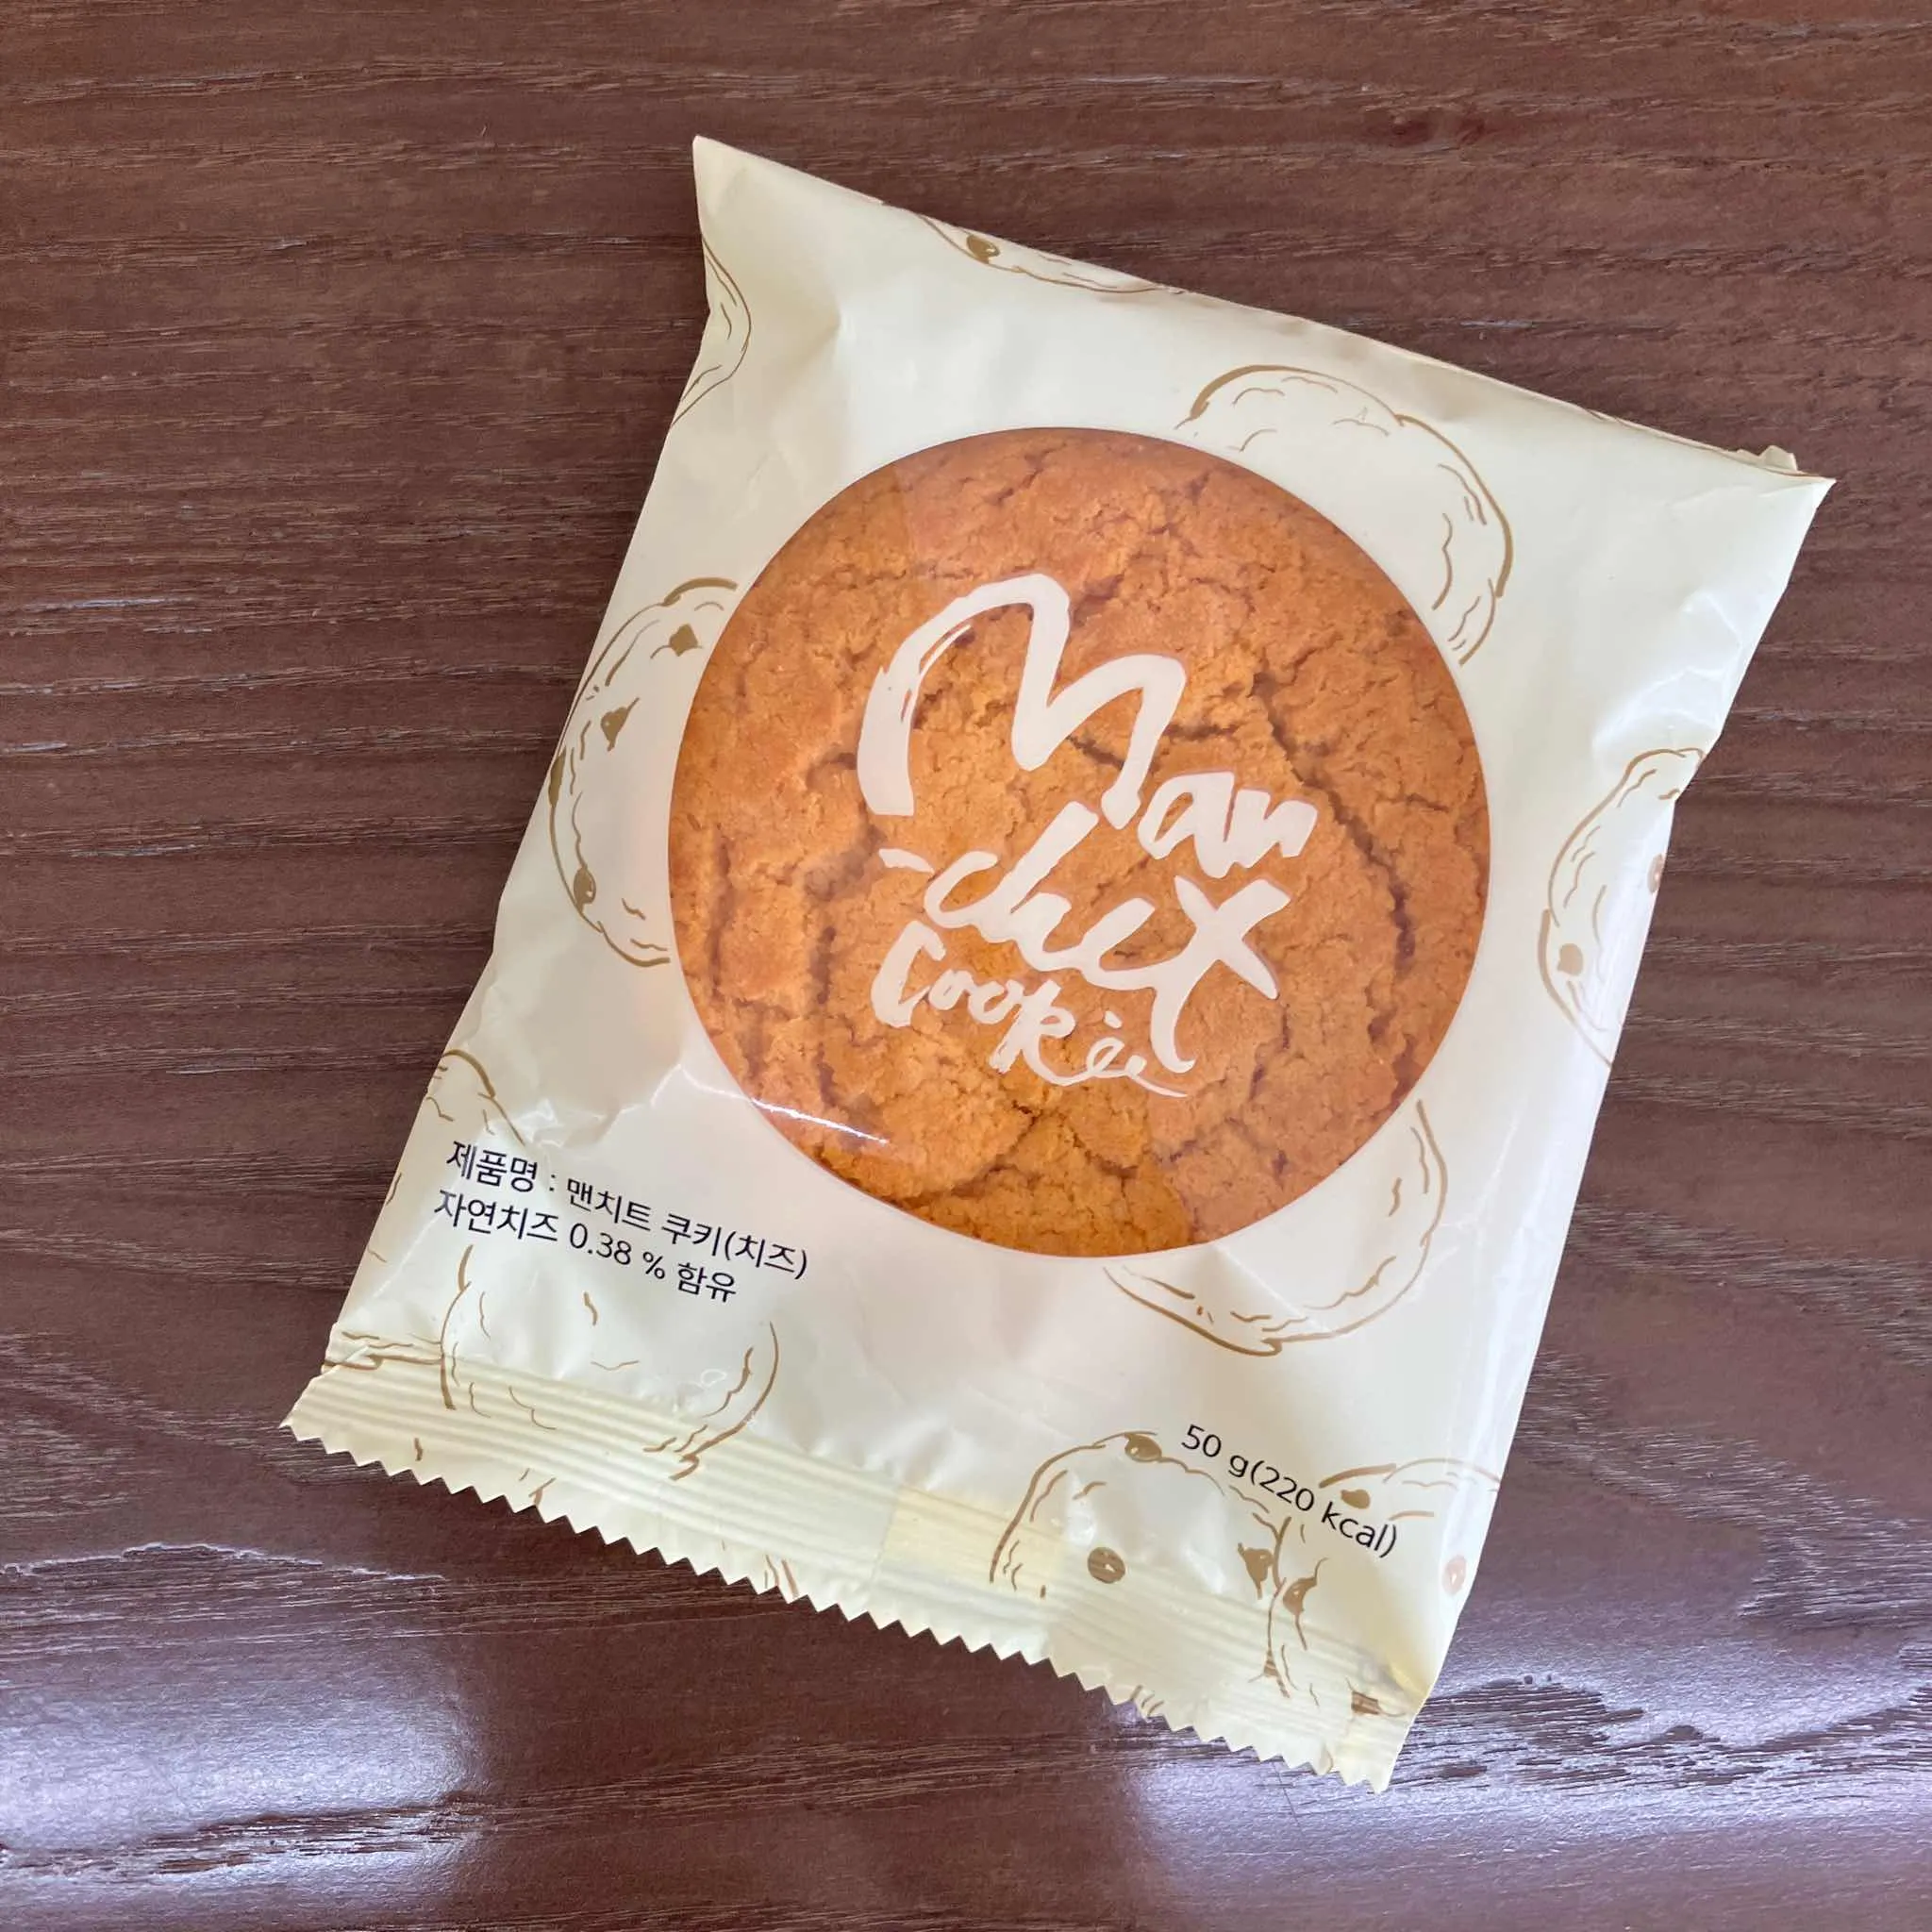 Man
-cheet
Cookie
제품명 : 맨치트 쿠키(치즈)
자연치즈 0.38 % 함유
50 g(220 kcal)